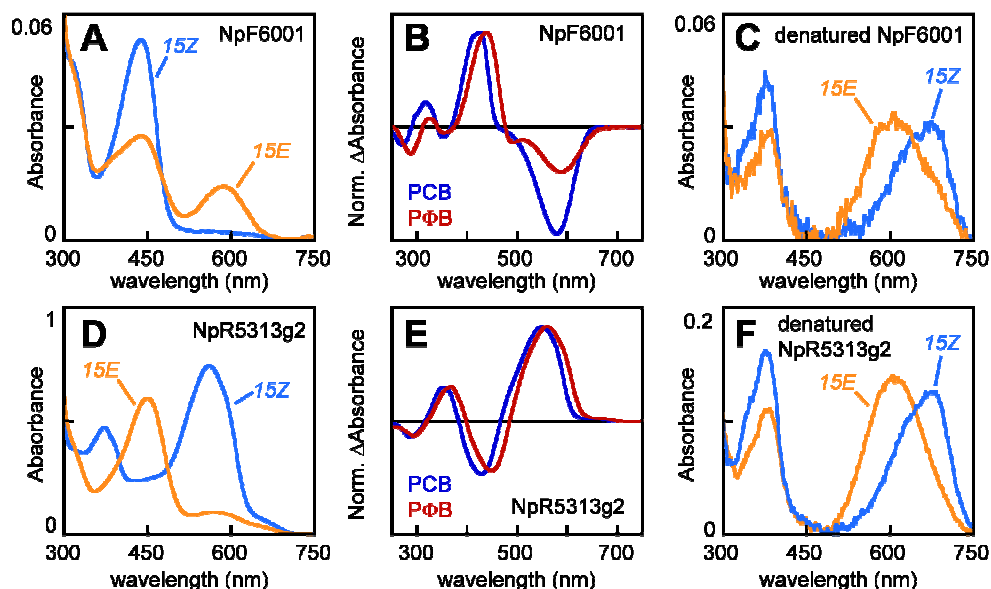 0.06
A
NpF6001
15Z
15E
Absorbance
0
300
450
600
750
wavelength (nm)
B
NpF6001
Norm. ΔAbsorbance
PCB
PΦB
300
500
700
wavelength (nm)
0.06
C
denatured NpF6001
15E
15Z
Absorbance
0
300
450
600
750
wavelength (nm)
1
D
NpR5313g2
15E
15Z
Abaorbance
0
300
450
600
750
wavelength (nm)
E
Norm. ΔAbsorbance
PCB
PΦB
NpR5313g2
300
500
700
wavelength (nm)
0.2
F
denatured
NpR5313g2
15E
15Z
Absorbance
0
300
450
600
750
wavelength (nm)